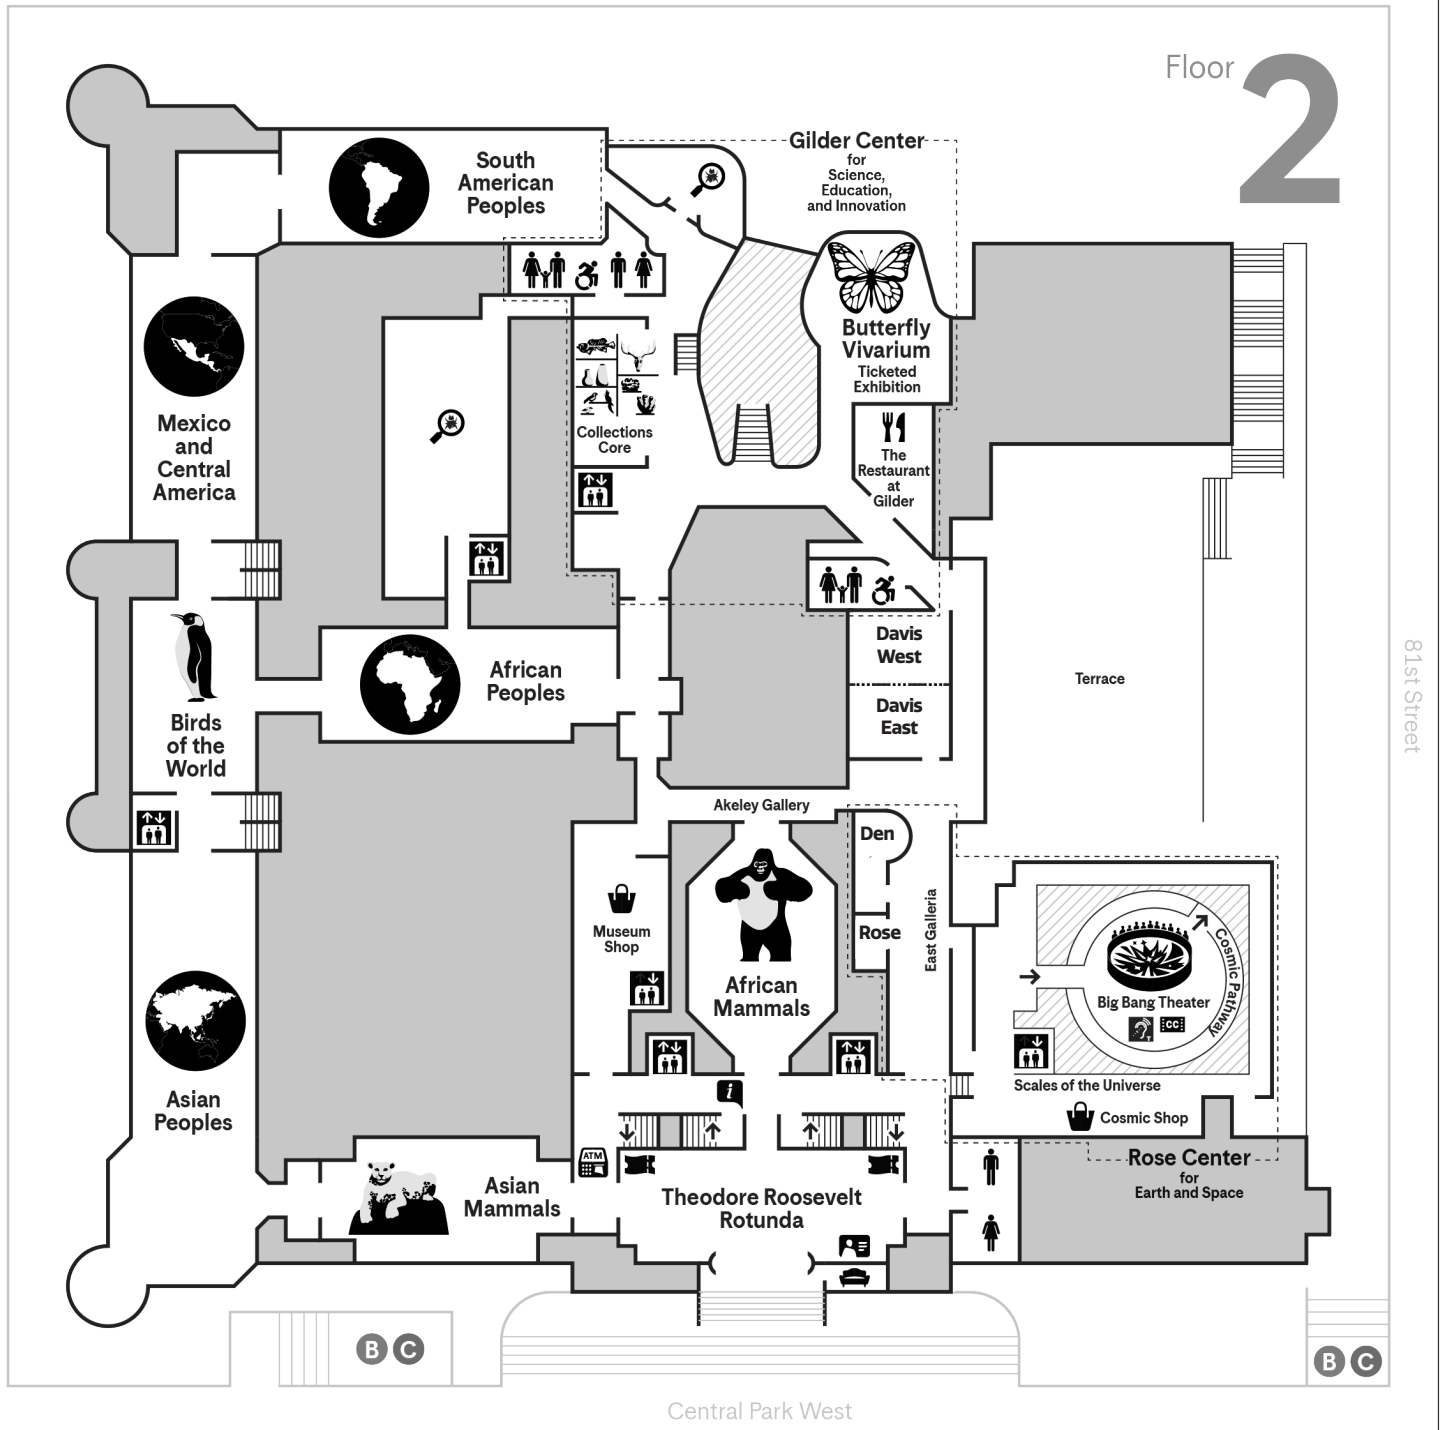 Floor
2
Gilder Center
for
Science,
Education,
and Innovation
South
American
Peoples
Butterfly
Vivarium
Ticketed
Exhibition
Mexico
and
Central
America
Collections
Core
The
Restaurant
at
Gilder
Davis
West
Davis
East
Terrace
81st Street
African
Peoples
Birds
of the
World
Akeley Gallery
Den
Rose
East Galleria
Museum
Shop
African
Mammals
Cosmic Pathway
Big Bang Theater
T
CC
Scales of the Universe
Cosmic Shop
Asian
Peoples
i
ATM
Asian
Mammals
Theodore Roosevelt
Rotunda
Rose Center
for
Earth and Space
B C
B C
Central Park West